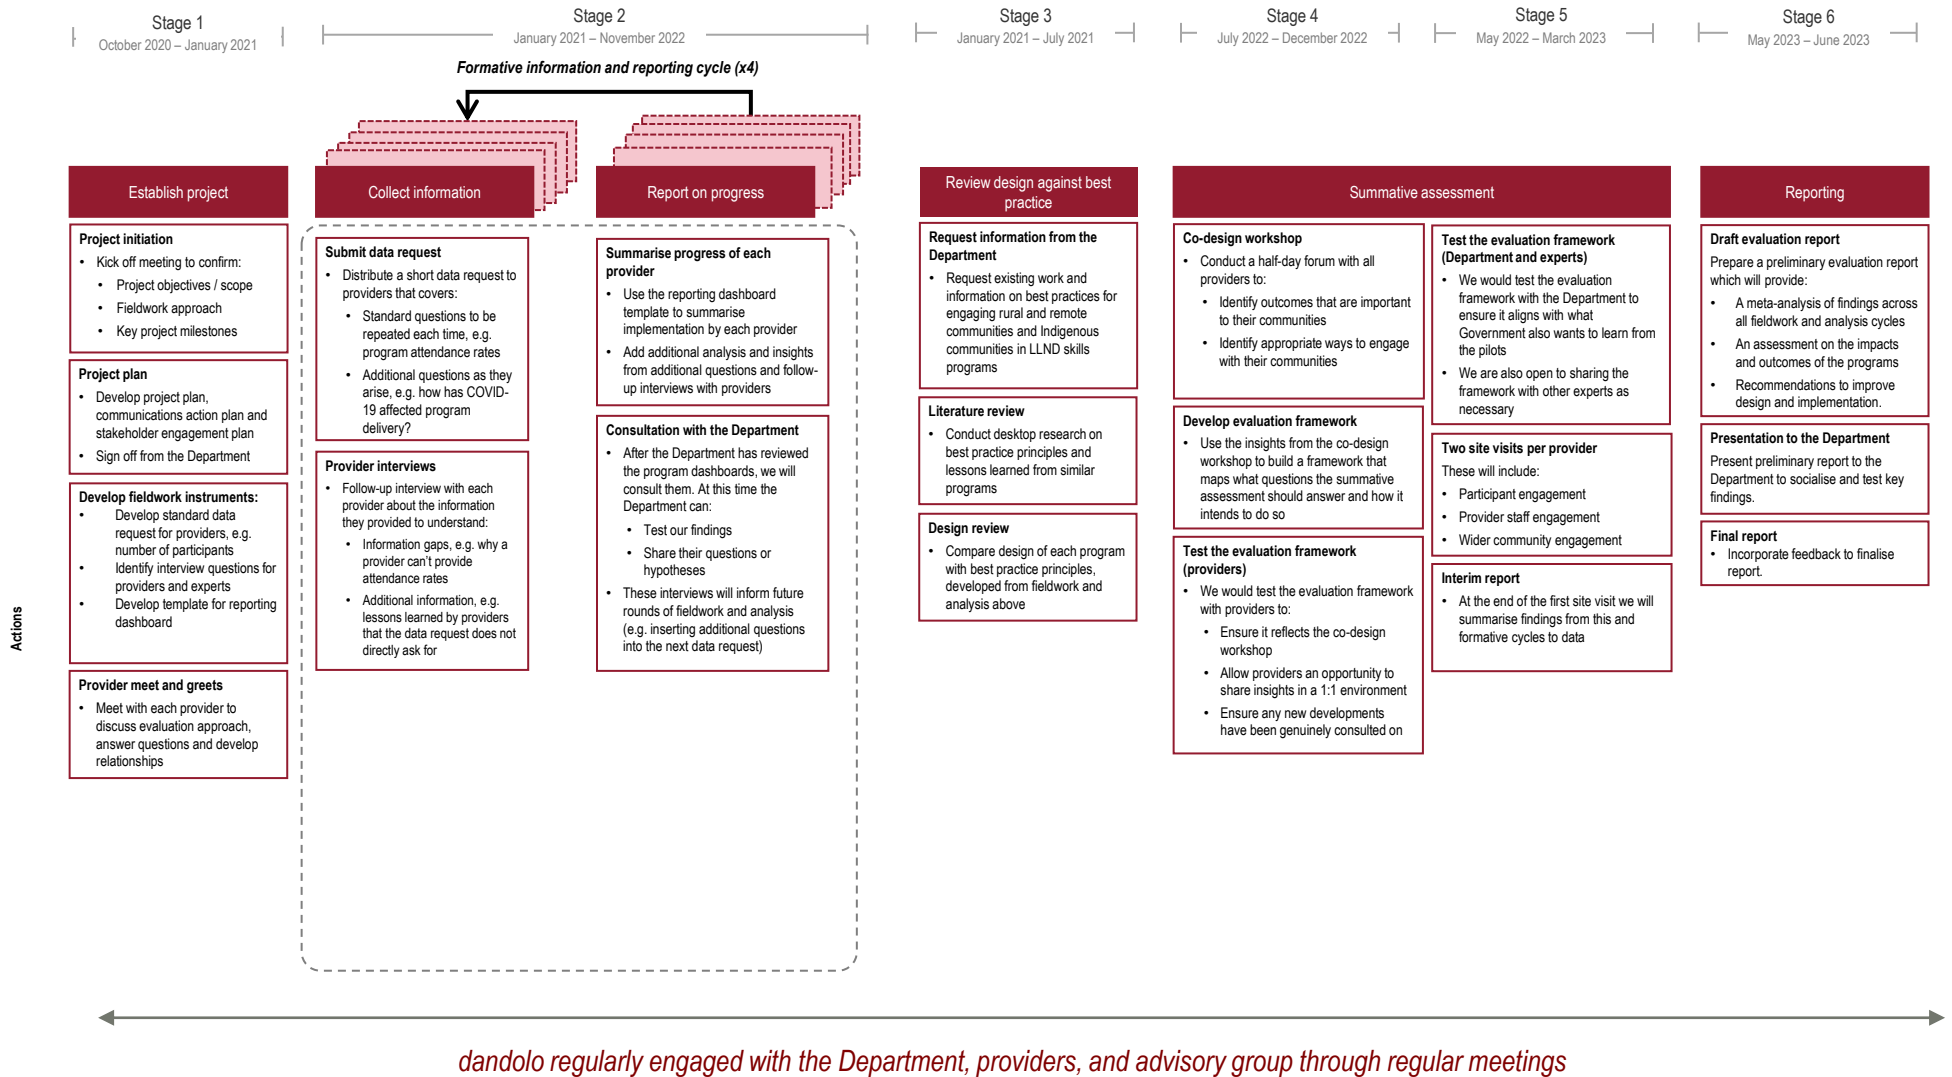 Stage 1
October 2020 – January 2021
Stage 2
January 2021 – November 2022
Stage 3
January 2021 – July 2021
Stage 4
July 2022 – December 2022
Stage 5
May 2022 – March 2023
Stage 6
May 2023 – June 2023
Formative information and reporting cycle (x4)
Actions
Establish project
Project initiation
• Kick off meeting to confirm:
• Project objectives / scope
• Fieldwork approach
• Key project milestones
Project plan
• Develop project plan,
communications action plan and
stakeholder engagement plan
• Sign off from the Department
Develop fieldwork instruments:
• Develop standard data
request for providers, e.g.
number of participants
• Identify interview questions for
providers and experts
• Develop template for reporting
dashboard
Provider meet and greets
• Meet with each provider to
discuss evaluation approach,
answer questions and develop
relationships
Collect information
Submit data request
• Distribute a short data request to
providers that covers:
• Standard questions to be
repeated each time, e.g.
program attendance rates
• Additional questions as they
arise, e.g. how has COVID-
19 affected program
delivery?
Provider interviews
• Follow-up interview with each
provider about the information
they provided to understand:
• Information gaps, e.g. why a
provider can't provide
attendance rates
• Additional information, e.g.
lessons learned by providers
that the data request does not
directly ask for
Report on progress
Summarise progress of each
provider
• Use the reporting dashboard
template to summarise
implementation by each provider
• Add additional analysis and insights
from additional questions and follow-
up interviews with providers
Consultation with the Department
• After the Department has reviewed
the program dashboards, we will
consult them. At this time the
Department can:
• Test our findings
• Share their questions or
hypotheses
• These interviews will inform future
rounds of fieldwork and analysis
(e.g. inserting additional questions
into the next data request)
Review design against best
practice
Request information from the
Department
• Request existing work and
information on best practices for
engaging rural and remote
communities and Indigenous
communities in LLND skills
programs
Literature review
• Conduct desktop research on
best practice principles and
lessons learned from similar
programs
Design review
• Compare design of each program
with best practice principles,
developed from fieldwork and
analysis above
Summative assessment
Co-design workshop
• Conduct a half-day forum with all
providers to:
• Identify outcomes that are important
to their communities
• Identify appropriate ways to engage
with their communities
Develop evaluation framework
• Use the insights from the co-design
workshop to build a framework that
maps what questions the summative
assessment should answer and how it
intends to do so
Test the evaluation framework
(providers)
• We would test the evaluation framework
with providers to:
• Ensure it reflects the co-design
workshop
• Allow providers an opportunity to
share insights in a 1:1 environment
• Ensure any new developments
have been genuinely consulted on
Test the evaluation framework
(Department and experts)
• We would test the evaluation
framework with the Department to
ensure it aligns with what
Government also wants to learn from
the pilots
• We are also open to sharing the
framework with other experts as
necessary
Two site visits per provider
These will include:
• Participant engagement
• Provider staff engagement
• Wider community engagement
Interim report
• At the end of the first site visit we will
summarise findings from this and
formative cycles to data
Reporting
Draft evaluation report
Prepare a preliminary evaluation report
which will provide:
• A meta-analysis of findings across
all fieldwork and analysis cycles
• An assessment on the impacts
and outcomes of the programs
• Recommendations to improve
design and implementation.
Presentation to the Department
Present preliminary report to the
Department to socialise and test key
findings.
Final report
• Incorporate feedback to finalise
report.
dandolo regularly engaged with the Department, providers, and advisory group through regular meetings